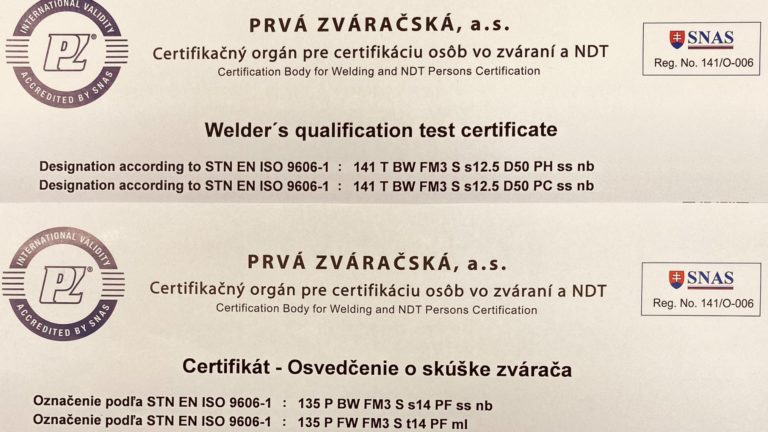 INTERNATIONAL VALIDITY
PZ®
ACCREDITED BY SNAS
PRVÁ ZVÁRAČSKÁ, a.s.
Certifikačný orgán pre certifikáciu osôb vo zváraní a NDT
Certification Body for Welding and NDT Persons Certification
SNAS
Reg. No. 141/O-006
Welder´s qualification test certificate
Designation according to STN EN ISO 9606-1 : 141 T BW FM3 S s12.5 D50 PH ss nb
Designation according to STN EN ISO 9606-1 : 141 T BW FM3 S s12.5 D50 PC ss nb
INTERNATIONAL VALIDITY
PZ®
ACCREDITED BY SNAS
PRVÁ ZVÁRAČSKÁ, a.s.
Certifikačný orgán pre certifikáciu osôb vo zváraní a NDT
Certification Body for Welding and NDT Persons Certification
SNAS
Reg. No. 141/O-006
Certifikát - Osvedčenie o skúške zvárača
Označenie podľa STN EN ISO 9606-1 : 135 P BW FM3 S s14 PF ss nb
Označenie podľa STN EN ISO 9606-1 : 135 P FW FM3 S t14 PF ml